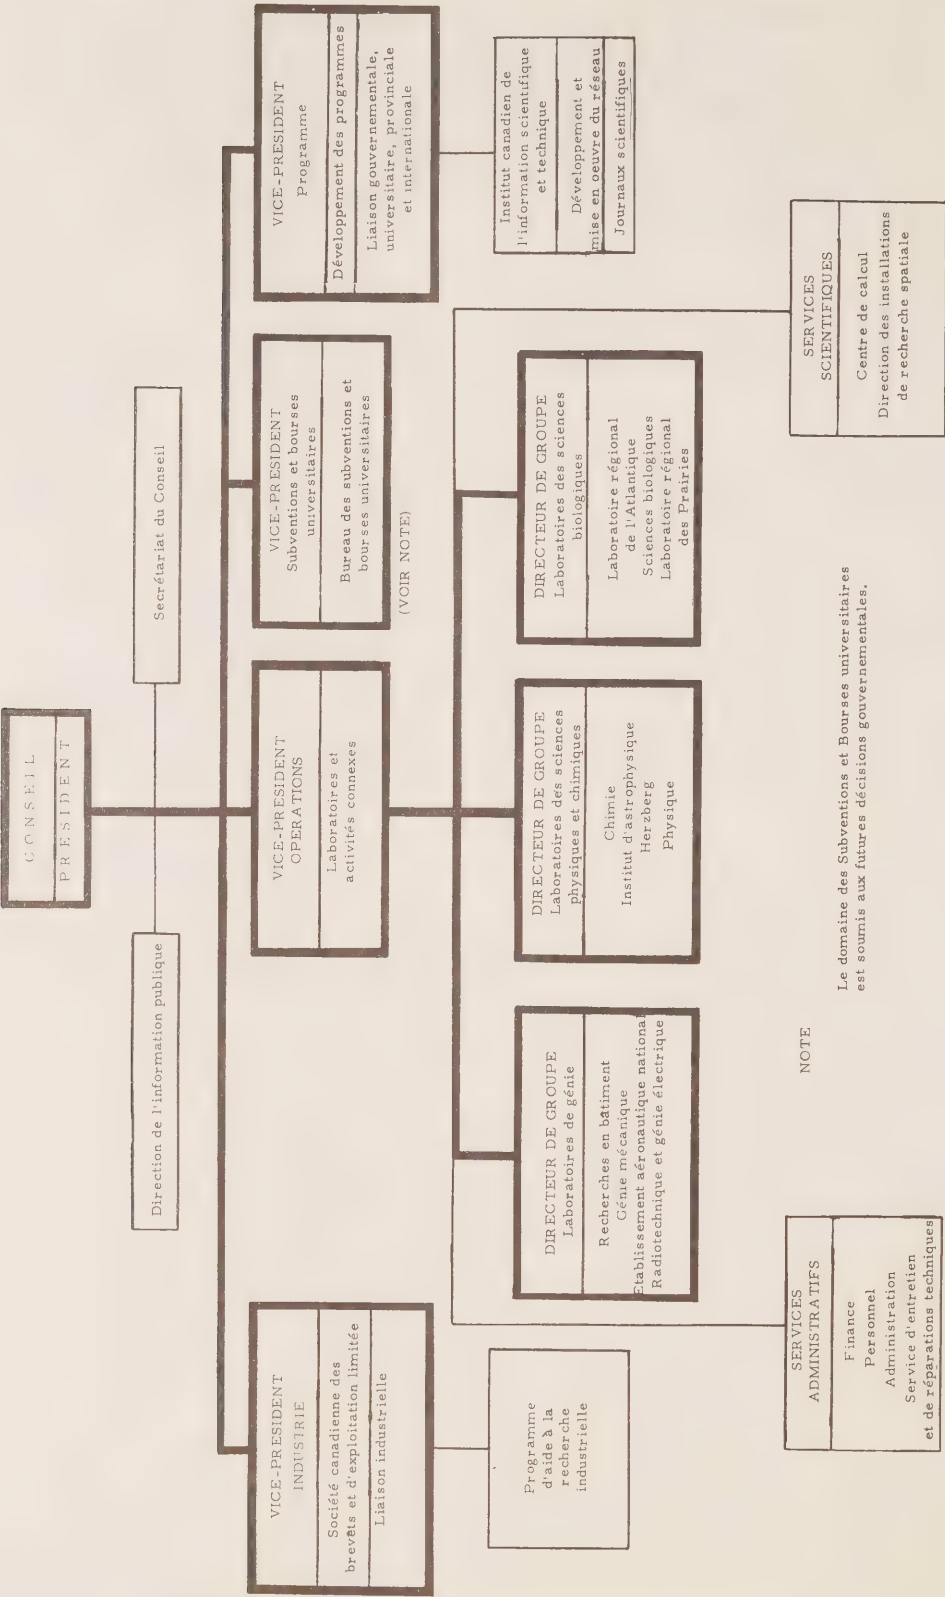 CONSEIL
PRESIDENT
Direction de l'information publique
Secrétariat du Conseil
VICE-PRESIDENT
INDUSTRIE
Société canadienne des
brevets et d'exploitation limitée
Liaison industrielle
VICE-PRESIDENT
OPERATIONS
Laboratoires et
activités connexes
VICE-PRESIDENT
Subventions et bourses
universitaires
Bureau des subventions et
bourses universitaires
(VOIR NOTE)
VICE-PRESIDENT
Programme
Développement des programmes
Liaison gouvernementale,
universitaire, provinciale
et internationale
Programme
d'aide à la
recherche
industrielle
Institut canadien de
l'information scientifique
et technique
Développement et
mise en oeuvre du réseau
Journaux scientifiques
DIRECTEUR DE GROUPE
Laboratoires de génie
Recherches en bâtiment
Génie mécanique
Etablissement aéronautique national
Radiotechnique et génie électrique
DIRECTEUR DE GROUPE
Laboratoires des sciences
physiques et chimiques
Chimie
Institut d'astrophysique
Herzberg
Physique
DIRECTEUR DE GROUPE
Laboratoires des sciences
biologiques
Laboratoire régional
de l'Atlantique
Sciences biologiques
Laboratoire régional
des Prairies
SERVICES
ADMINISTRATIFS
Finance
Personnel
Administration
Service d'entretien
et de réparations techniques
SERVICES
SCIENTIFIQUES
Centre de calcul
Direction des installations
de recherche spatiale
NOTE
Le domaine des Subventions et Bourses universitaires
est soumis aux futures décisions gouvernementales.